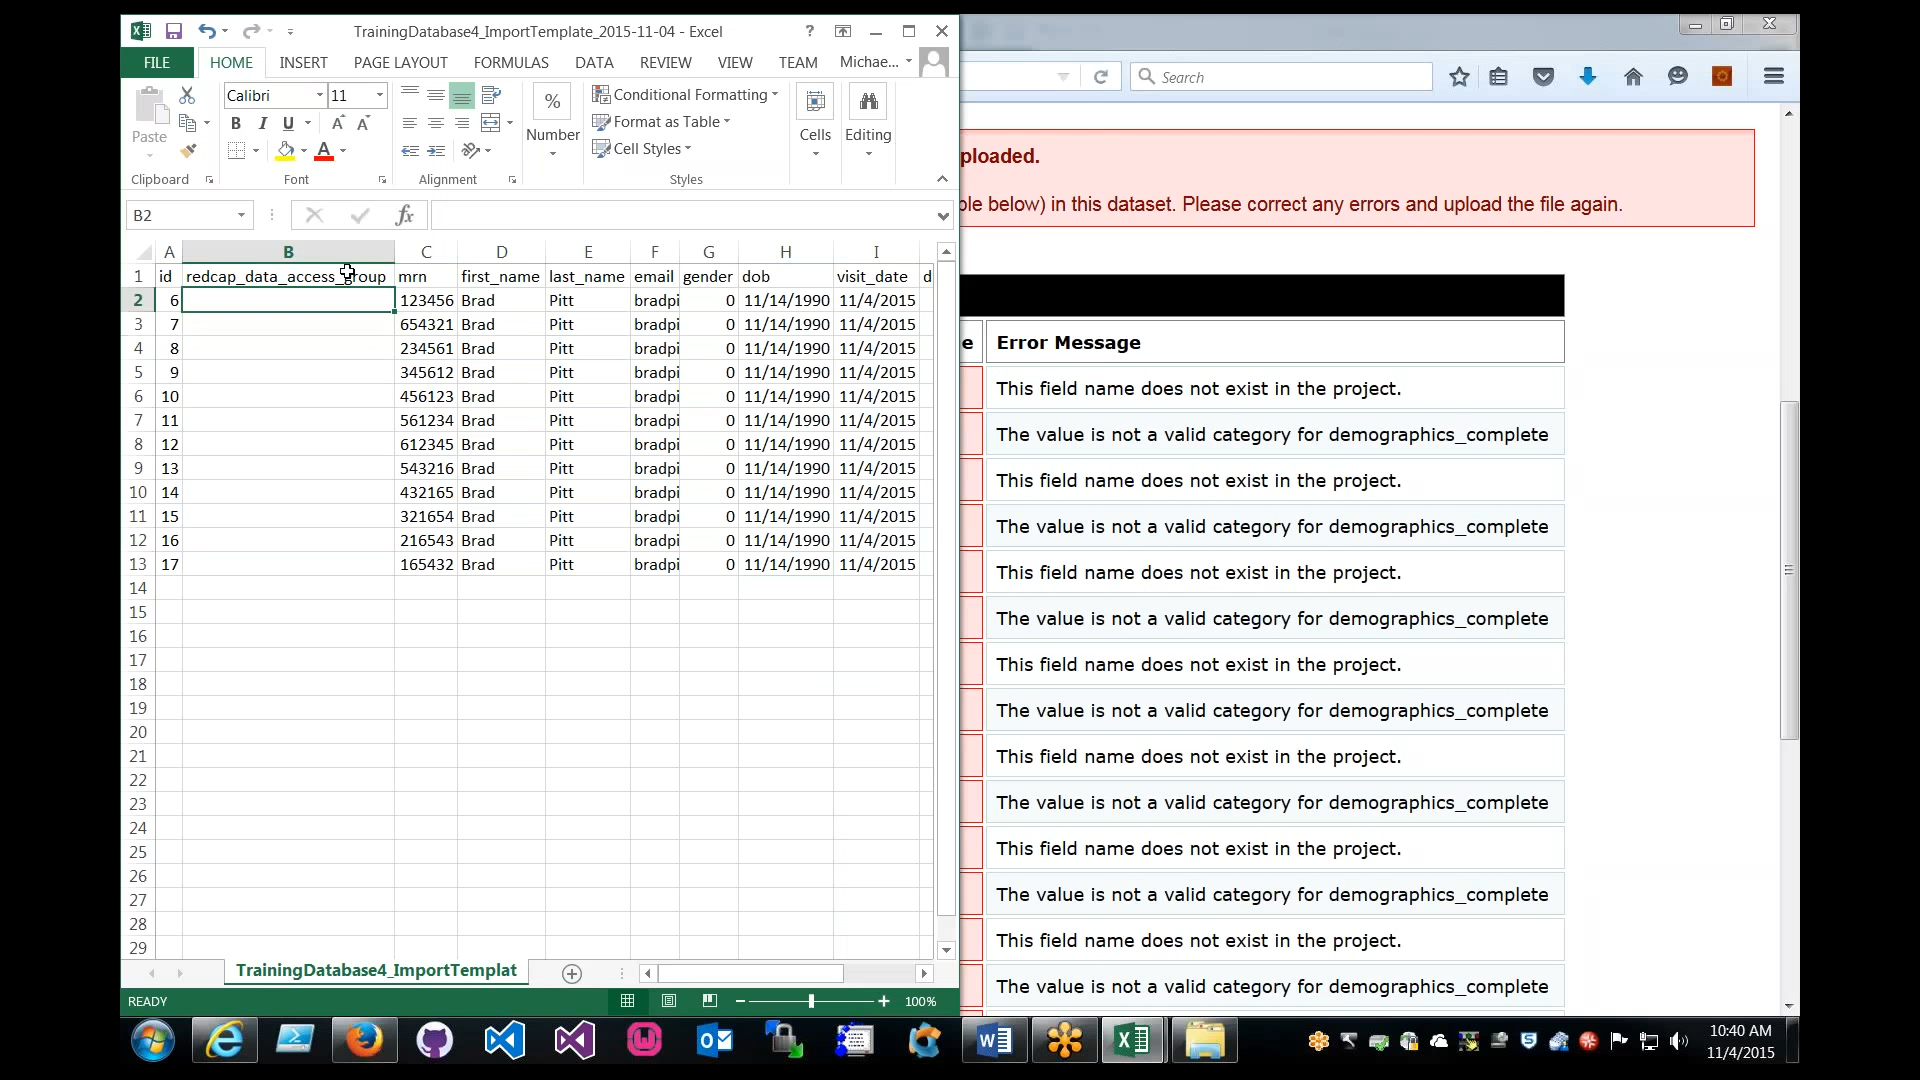 TrainingDatabase4_ImportTemplate_2015-11-04 - Excel
FILE HOME INSERT PAGE LAYOUT FORMULAS DATA REVIEW VIEW TEAM Michae...
Search
Paste
Calibri 11
B I U
%
Number
Conditional Formatting
Format as Table
Cell Styles
Cells
Editing
Clipboard Font Alignment Styles
B2
fx
A B C D E F G H I
1 id redcap_data_access_group mrn first_name last_name email gender dob visit_date d
2 6 123456 Brad Pitt bradpi 0 11/14/1990 11/4/2015
3 7 654321 Brad Pitt bradpi 0 11/14/1990 11/4/2015
4 8 234561 Brad Pitt bradpi 0 11/14/1990 11/4/2015
5 9 345612 Brad Pitt bradpi 0 11/14/1990 11/4/2015
6 10 456123 Brad Pitt bradpi 0 11/14/1990 11/4/2015
7 11 561234 Brad Pitt bradpi 0 11/14/1990 11/4/2015
8 12 612345 Brad Pitt bradpi 0 11/14/1990 11/4/2015
9 13 543216 Brad Pitt bradpi 0 11/14/1990 11/4/2015
10 14 432165 Brad Pitt bradpi 0 11/14/1990 11/4/2015
11 15 321654 Brad Pitt bradpi 0 11/14/1990 11/4/2015
12 16 216543 Brad Pitt bradpi 0 11/14/1990 11/4/2015
13 17 165432 Brad Pitt bradpi 0 11/14/1990 11/4/2015
14
15
16
17
18
19
20
21
22
23
24
25
26
27
28
29
TrainingDatabase4_ImportTemplat
READY
100%
ploaded.
ble below) in this dataset. Please correct any errors and upload the file again.
e Error Message
This field name does not exist in the project.
The value is not a valid category for demographics_complete
This field name does not exist in the project.
The value is not a valid category for demographics_complete
This field name does not exist in the project.
The value is not a valid category for demographics_complete
This field name does not exist in the project.
The value is not a valid category for demographics_complete
This field name does not exist in the project.
The value is not a valid category for demographics_complete
This field name does not exist in the project.
The value is not a valid category for demographics_complete
This field name does not exist in the project.
The value is not a valid category for demographics_complete
10:40 AM
11/4/2015